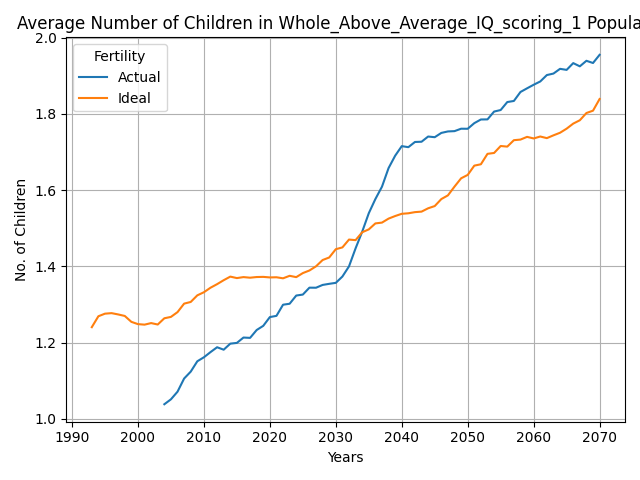 Average Number of Children in Whole_Above_Average_IQ_scoring_1 Popula
2.0
1.8
1.6
1.4
1.2
1.0
No. of Children
Fertility
Actual
Ideal
1990 2000 2010 2020 2030 2040 2050 2060 2070
Years